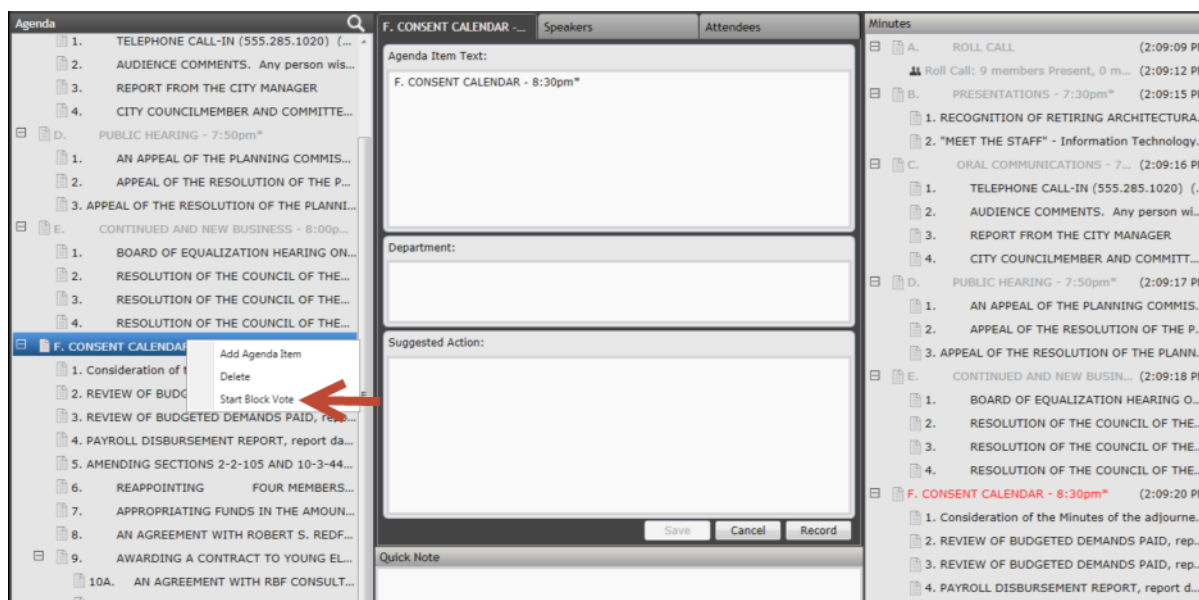 Agenda
1. TELEPHONE CALL-IN (555.285.1020) (...
2. AUDIENCE COMMENTS. Any person wis...
3. REPORT FROM THE CITY MANAGER
4. CITY COUNCILMEMBER AND COMMITTE...
D. PUBLIC HEARING - 7:50pm*
1. AN APPEAL OF THE PLANNING COMMIS...
2. APPEAL OF THE RESOLUTION OF THE P...
3. APPEAL OF THE RESOLUTION OF THE PLANNI...
E. CONTINUED AND NEW BUSINESS - 8:00p...
1. BOARD OF EQUALIZATION HEARING ON...
2. RESOLUTION OF THE COUNCIL OF THE...
3. RESOLUTION OF THE COUNCIL OF THE...
4. RESOLUTION OF THE COUNCIL OF THE...
F. CONSENT CALENDAR
Add Agenda Item
Delete
Start Block Vote
1. Consideration of
2. REVIEW OF BUDG
3. REVIEW OF BUDGETED DEMANDS PAID, repo...
4. PAYROLL DISBURSEMENT REPORT, report da...
5. AMENDING SECTIONS 2-2-105 AND 10-3-44...
6. REAPPOINTING FOUR MEMBERS...
7. APPROPRIATING FUNDS IN THE AMOUN...
8. AN AGREEMENT WITH ROBERT S. REDF...
9. AWARDING A CONTRACT TO YOUNG EL...
10A. AN AGREEMENT WITH RBF CONSULT...
F. CONSENT CALENDAR -... Speakers Attendees
Agenda Item Text:
F. CONSENT CALENDAR - 8:30pm*
Department:
Suggested Action:
Save Cancel Record
Quick Note
Minutes
A. ROLL CALL (2:09:09 P
Roll Call: 9 members Present, 0 m... (2:09:12 P
B. PRESENTATIONS - 7:30pm* (2:09:15 P
1. RECOGNITION OF RETIRING ARCHITECTURA.
2. "MEET THE STAFF" - Information Technology.
C. ORAL COMMUNICATIONS - 7... (2:09:16 P
1. TELEPHONE CALL-IN (555.285.1020) (.
2. AUDIENCE COMMENTS. Any person wi..
3. REPORT FROM THE CITY MANAGER
4. CITY COUNCILMEMBER AND COMMITT...
D. PUBLIC HEARING - 7:50pm* (2:09:17 P
1. AN APPEAL OF THE PLANNING COMMIS.
2. APPEAL OF THE RESOLUTION OF THE P.
3. APPEAL OF THE RESOLUTION OF THE PLANN.
E. CONTINUED AND NEW BUSIN... (2:09:18 P
1. BOARD OF EQUALIZATION HEARING O...
2. RESOLUTION OF THE COUNCIL OF THE..
3. RESOLUTION OF THE COUNCIL OF THE..
4. RESOLUTION OF THE COUNCIL OF THE..
F. CONSENT CALENDAR - 8:30pm* (2:09:20 P
1. Consideration of the Minutes of the adjourne.
2. REVIEW OF BUDGETED DEMANDS PAID, rep..
3. REVIEW OF BUDGETED DEMANDS PAID, rep..
4. PAYROLL DISBURSEMENT REPORT, report d...